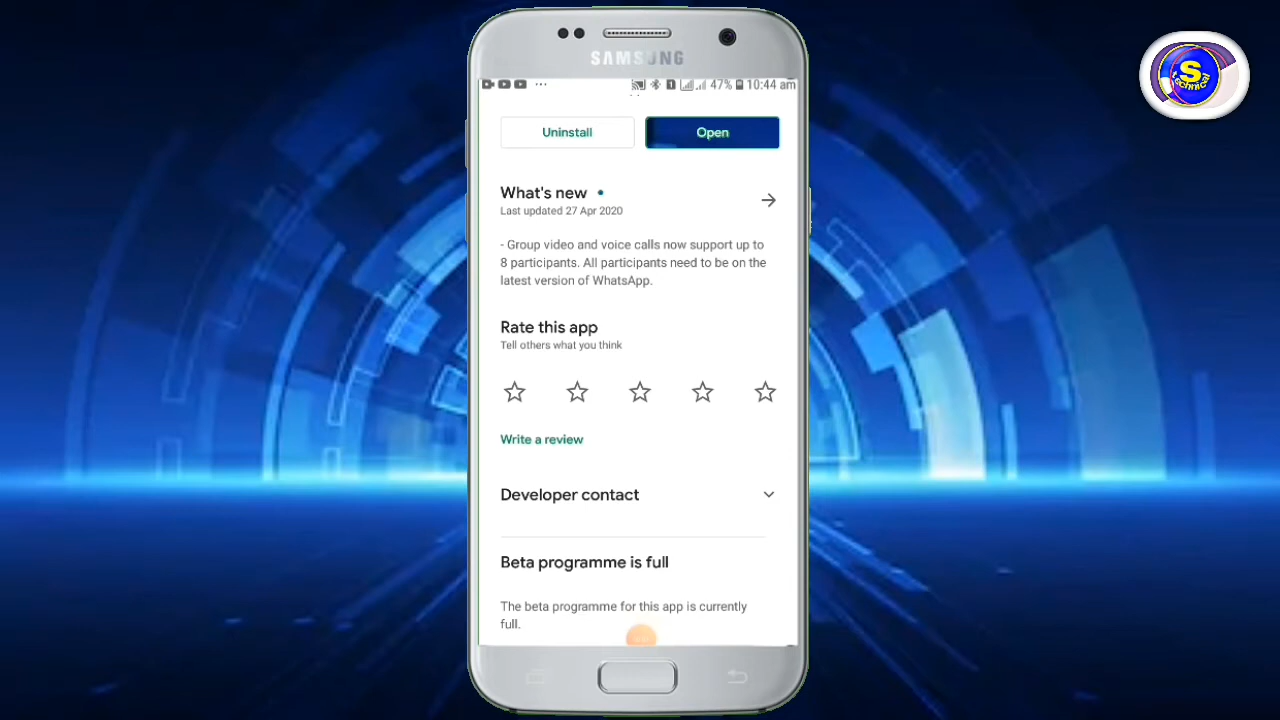 SAMSUNG
47% 10:44 am
Uninstall
Open
What's new
Last updated 27 Apr 2020
- Group video and voice calls now support up to
8 participants. All participants need to be on the
latest version of WhatsApp.
Rate this app
Tell others what you think
Write a review
Developer contact
Beta programme is full
The beta programme for this app is currently
full.
S
technical